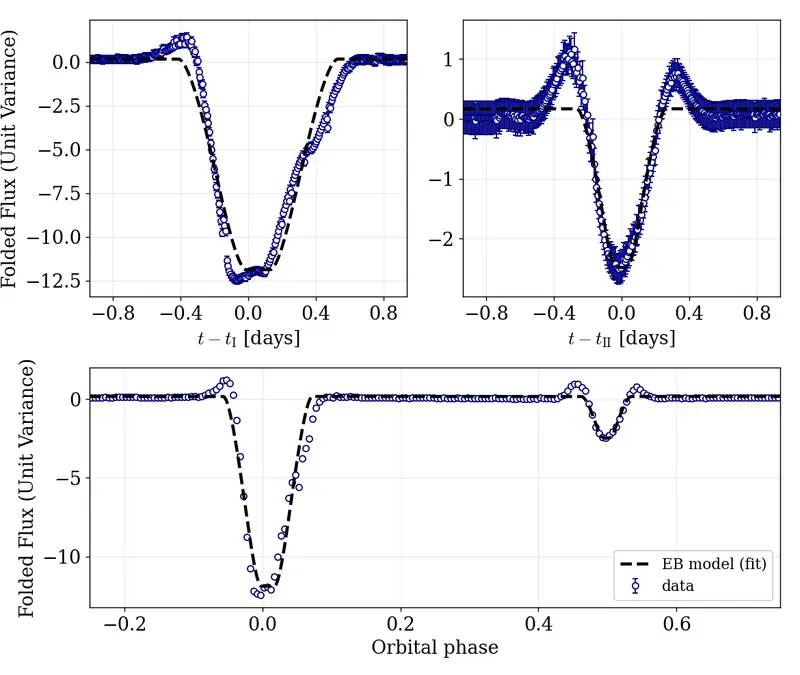 Folded Flux (Unit Variance)
0.0
−2.5
−5.0
−7.5
−10.0
−12.5
−0.8 −0.4 0.0 0.4 0.8
t − t_I [days]
1
0
−1
−2
−0.8 −0.4 0.0 0.4 0.8
t − t_II [days]
Folded Flux (Unit Variance)
0
−5
−10
EB model (fit)
data
−0.2 0.0 0.2 0.4 0.6
Orbital phase